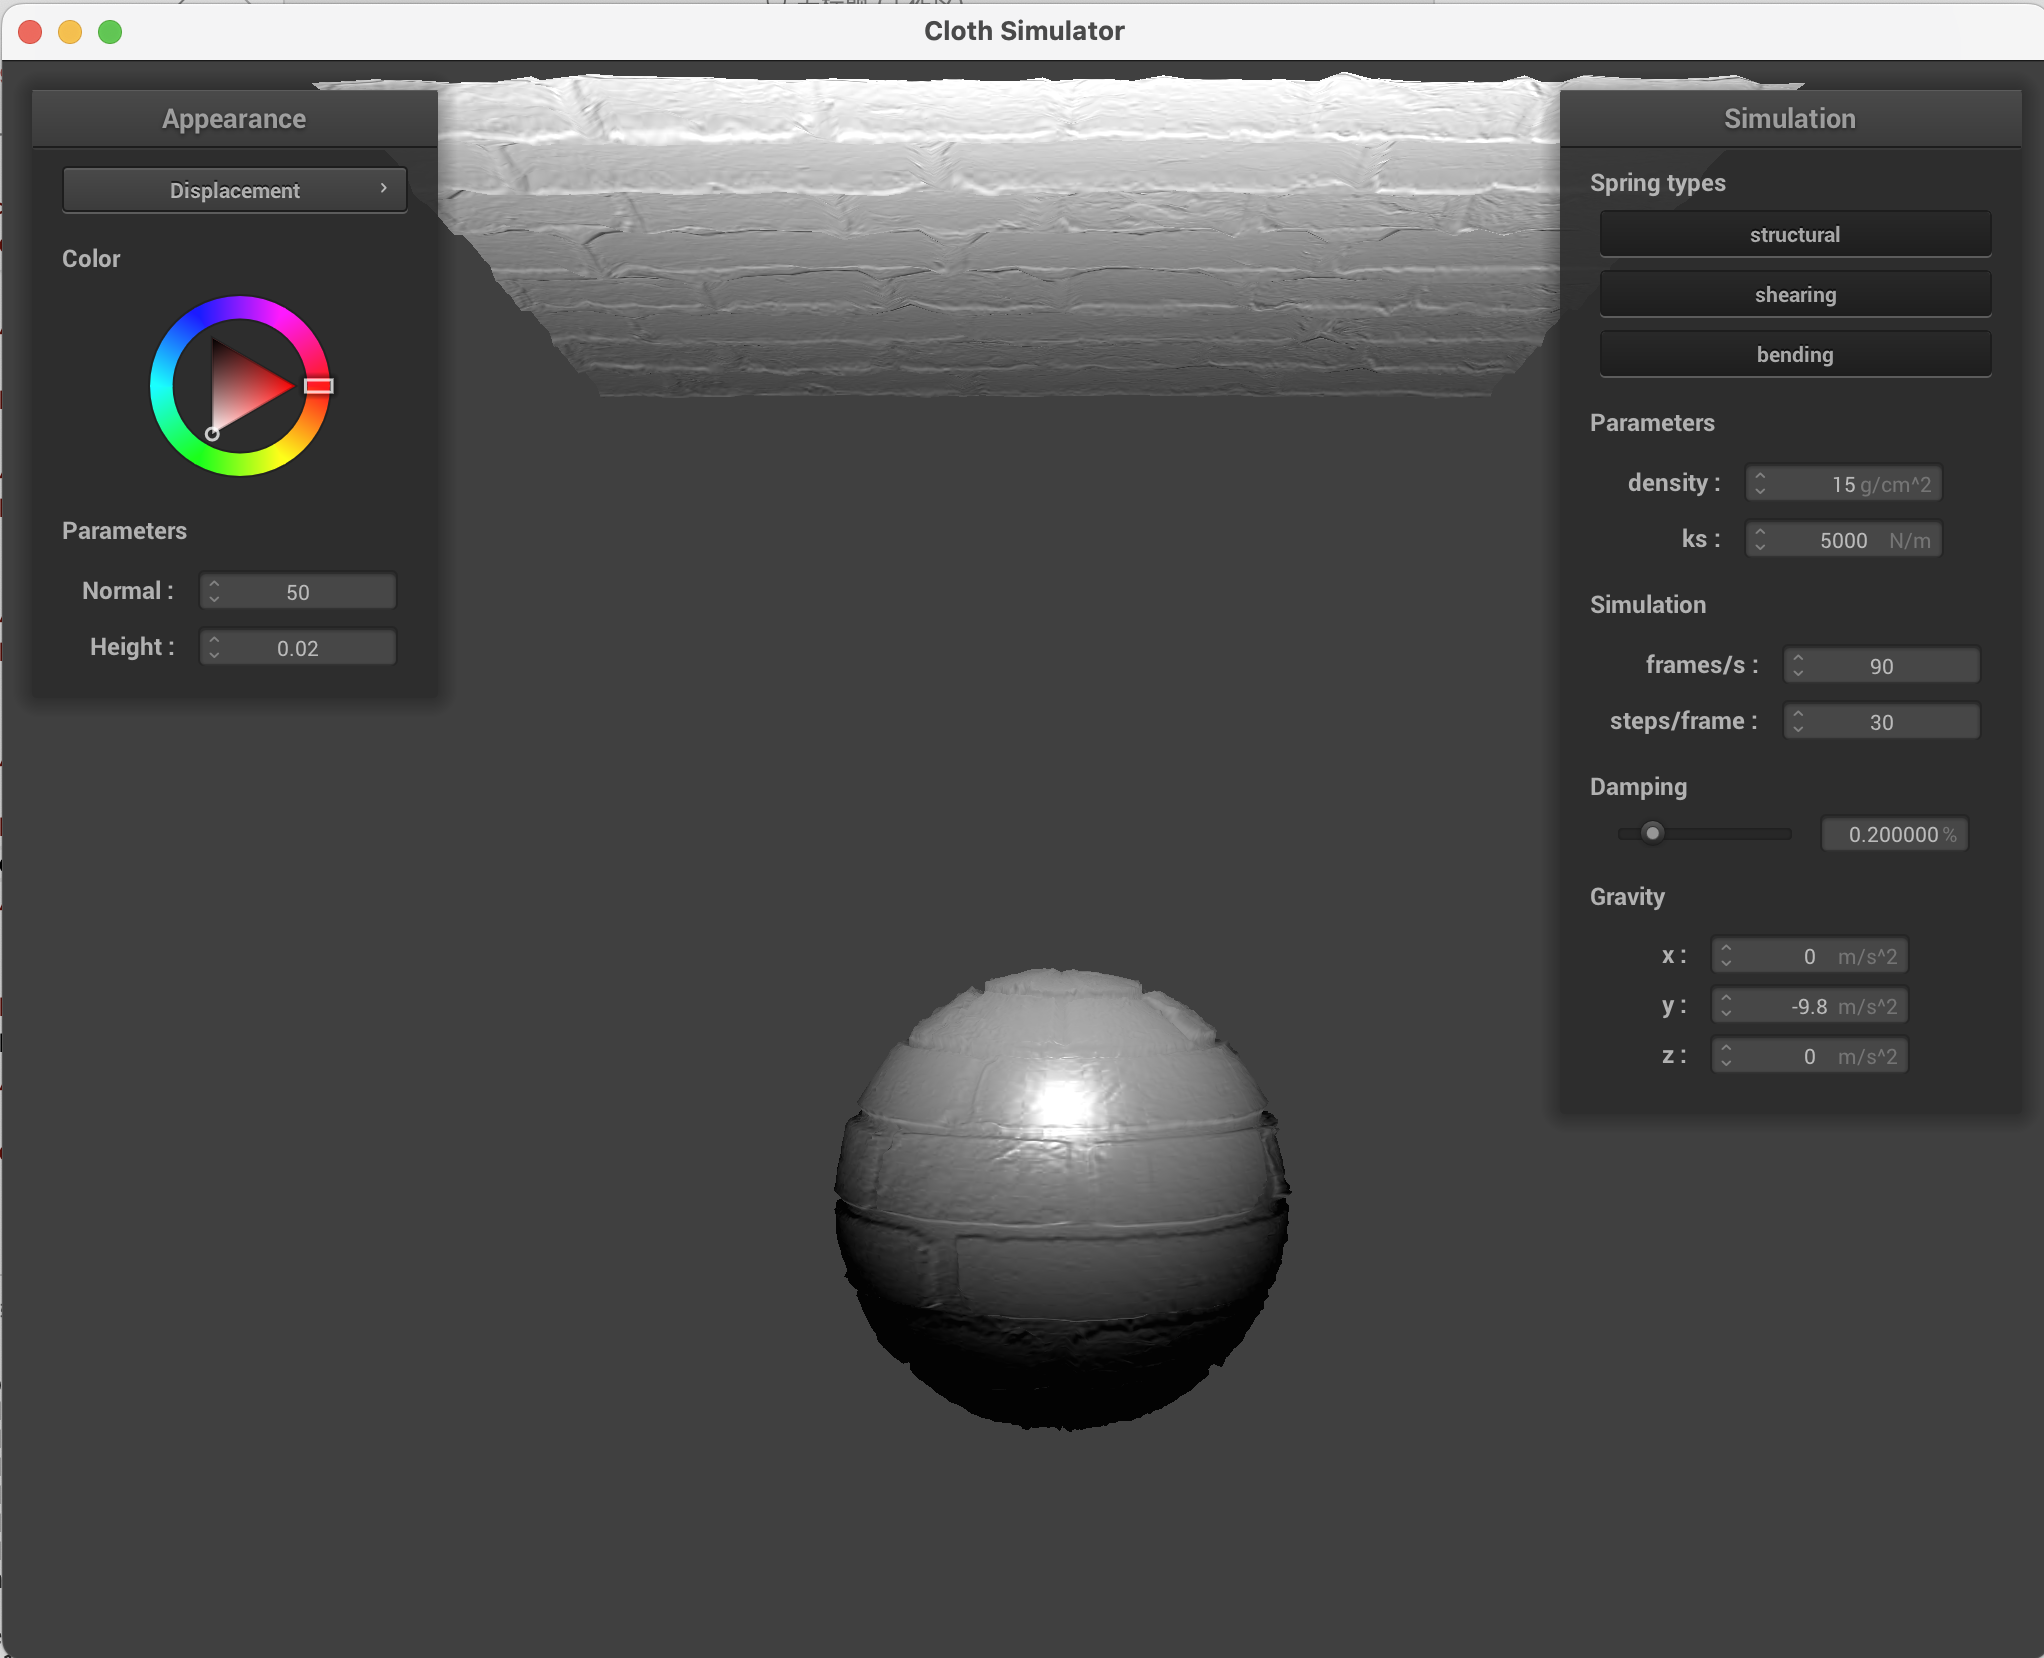 Cloth Simulator
Appearance
Displacement
Color
Parameters
Normal : 50
Height : 0.02
Simulation
Spring types
structural
shearing
bending
Parameters
density : 15 g/cm^2
ks : 5000 N/m
Simulation
frames/s : 90
steps/frame : 30
Damping
0.200000 %
Gravity
x : 0 m/s^2
y : -9.8 m/s^2
z : 0 m/s^2